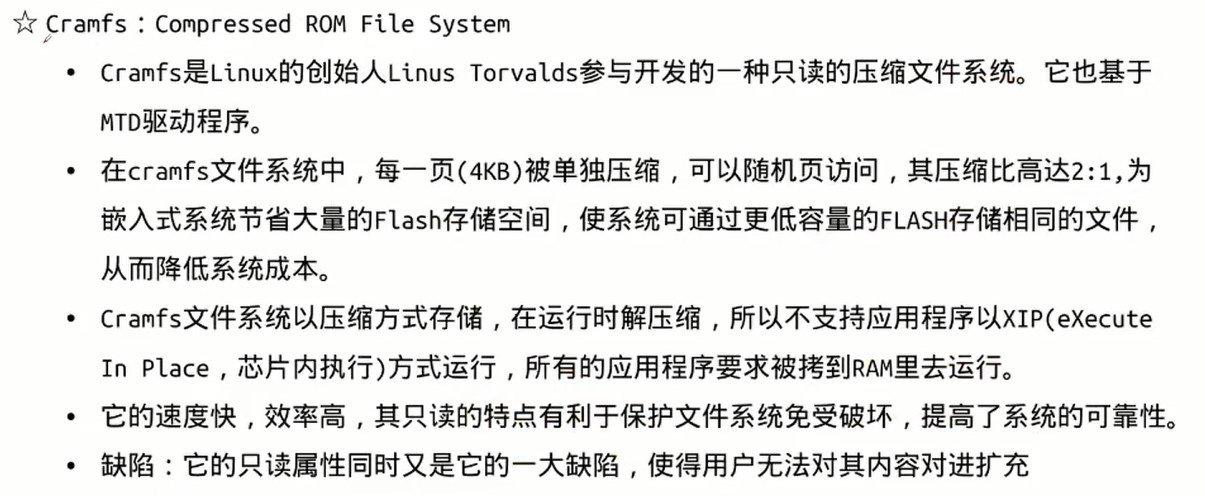 ☆ Cramfs：Compressed ROM File System
• Cramfs是Linux的创始人Linus Torvalds参与开发的一种只读的压缩文件系统。它也基于
MTD驱动程序。
• 在cramfs文件系统中，每一页(4KB)被单独压缩，可以随机页访问，其压缩比高达2:1,为
嵌入式系统节省大量的Flash存储空间，使系统可通过更低容量的FLASH存储相同的文件，
从而降低系统成本。
• Cramfs文件系统以压缩方式存储，在运行时解压缩，所以不支持应用程序以XIP(eXecute
In Place，芯片内执行)方式运行，所有的应用程序要求被拷到RAM里去运行。
• 它的速度快，效率高，其只读的特点有利于保护文件系统免受破坏，提高了系统的可靠性。
• 缺陷：它的只读属性同时又是它的一大缺陷，使得用户无法对其内容对进扩充